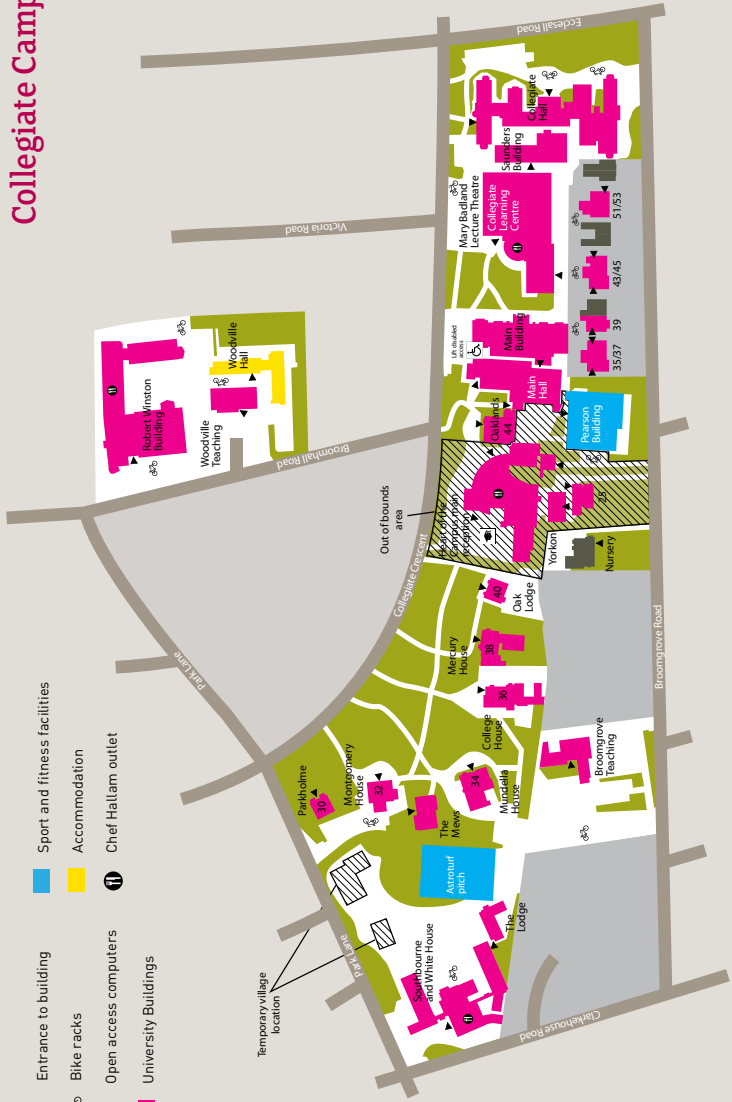 Collegiate Camp
Entrance to building
Bike racks
Open access computers
University Buildings
Sport and fitness facilities
Accommodation
Chef Hallam outlet
Temporary village
location
Park Lane
Park Lane
Clarkehouse Road
Southbourne
and White House
The
Lodge
Astroturf
pitch
Parkholme
30
Montgomery
House
32
The
Mews
34
Mundella
House
Broomgrove
Teaching
College
House
36
Mercury
House
38
40
Oak
Lodge
Collegiate Crescent
Out of bounds
area
Heart of the
Campus main
reception
Yorkon
Nursery
25
Broomgrove Road
Broomhall Road
Robert Winston
Building
Woodville
Teaching
Woodville
Hall
Oaklands
44
Pearson
Building
Main
Hall
Main
Building
Lift disabled
access
35/37
39
43/45
51/53
Mary Badland
Lecture Theatre
Collegiate
Learning
Centre
Saunders
Building
Collegiate
Hall
Victoria Road
Ecclesall Road